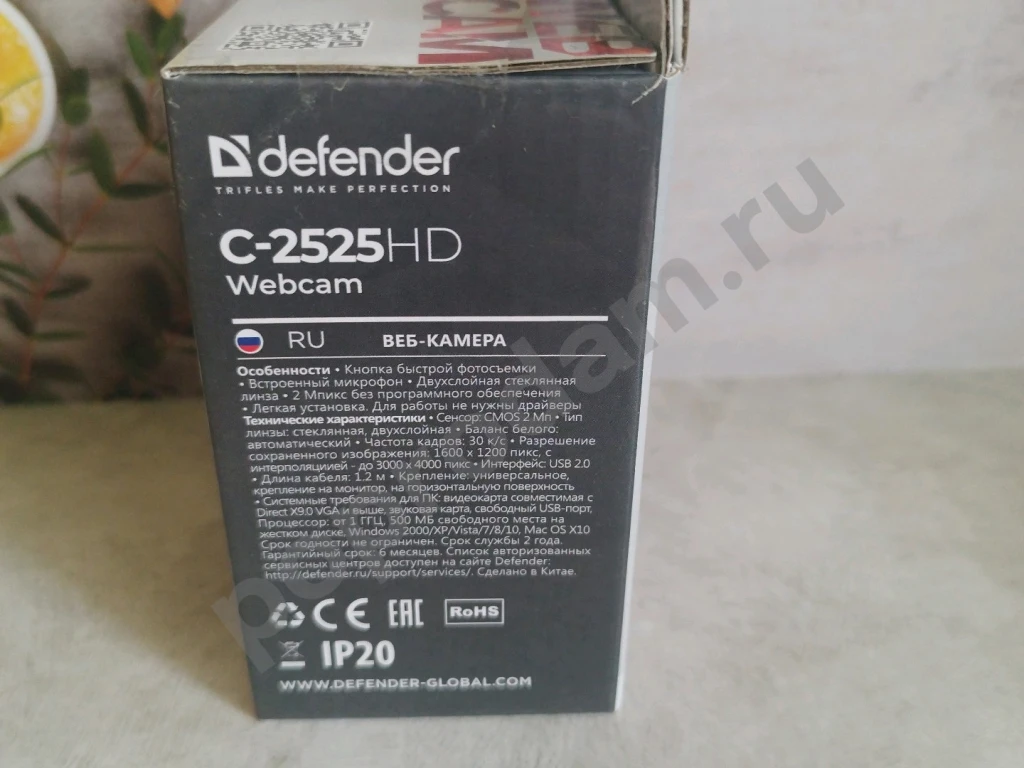 CAM
defender
TRIFLES MAKE PERFECTION
C-2525HD
Webcam
RU ВЕБ-КАМЕРА
Особенности • Кнопка быстрой фотосъемки
• Встроенный микрофон • Двухслойная стеклянная
линза • 2 Мпикс без программного обеспечения
• Легкая установка. Для работы не нужны драйверы
Технические характеристики • Сенсор: CMOS 2 Мп • Тип
линзы: стеклянная, двухслойная • Баланс белого:
автоматический • Частота кадров: 30 к/с • Разрешение
сохраненного изображения: 1600 x 1200 пикс, с
интерполяциией - до 3000 x 4000 пикс • Интерфейс: USB 2.0
• Длина кабеля: 1.2 м • Крепление: универсальное,
крепление на монитор, на горизонтальную поверхность
• Системные требования для ПК: видеокарта совместимая с
Direct X9.0 VGA и выше, звуковая карта, свободный USB-порт,
Процессор: от 1 ГГЦ, 500 МБ свободного места на
жестком диске, Windows 2000/XP/Vista/7/8/10, Mac OS X10
Срок годности не ограничен. Срок службы 2 года.
Гарантийный срок: 6 месяцев. Список авторизованных
сервисных центров доступен на сайте Defender:
http://defender.ru/support/services/. Сделано в Китае.
CE EAC RoHS
IP20
WWW.DEFENDER-GLOBAL.COM